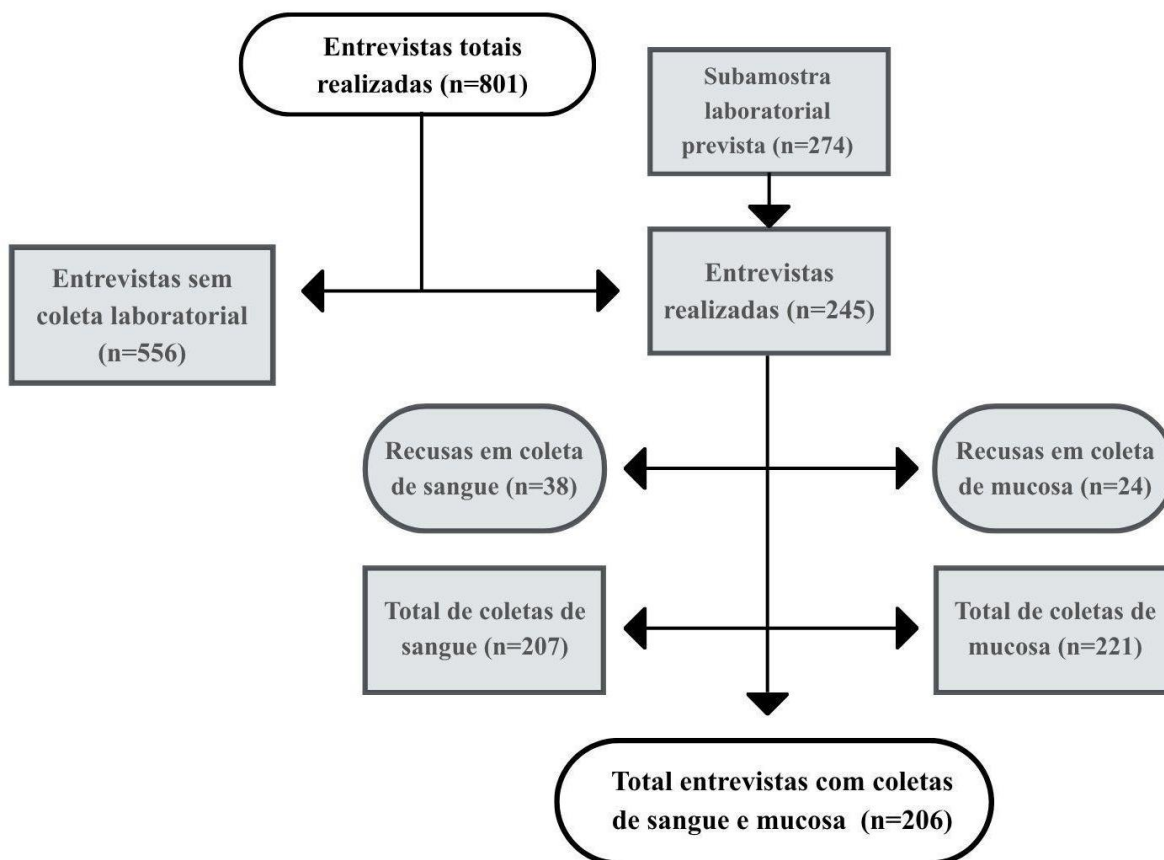 Entrevistas totais
realizadas (n=801)
Subamostra
laboratorial
prevista (n=274)
Entrevistas sem
coleta laboratorial
(n=556)
Entrevistas
realizadas (n=245)
Recusas em coleta
de sangue (n=38)
Recusas em coleta
de mucosa (n=24)
Total de coletas de
sangue (n=207)
Total de coletas de
mucosa (n=221)
Total entrevistas com coletas
de sangue e mucosa (n=206)